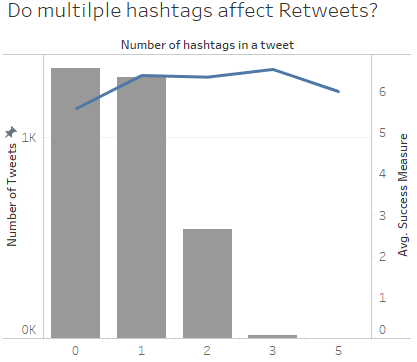 Do multilple hashtags affect Retweets?
Number of hashtags in a tweet
Number of Tweets
1K
0K
Avg. Success Measure
6
5
4
3
2
1
0
0 1 2 3 5